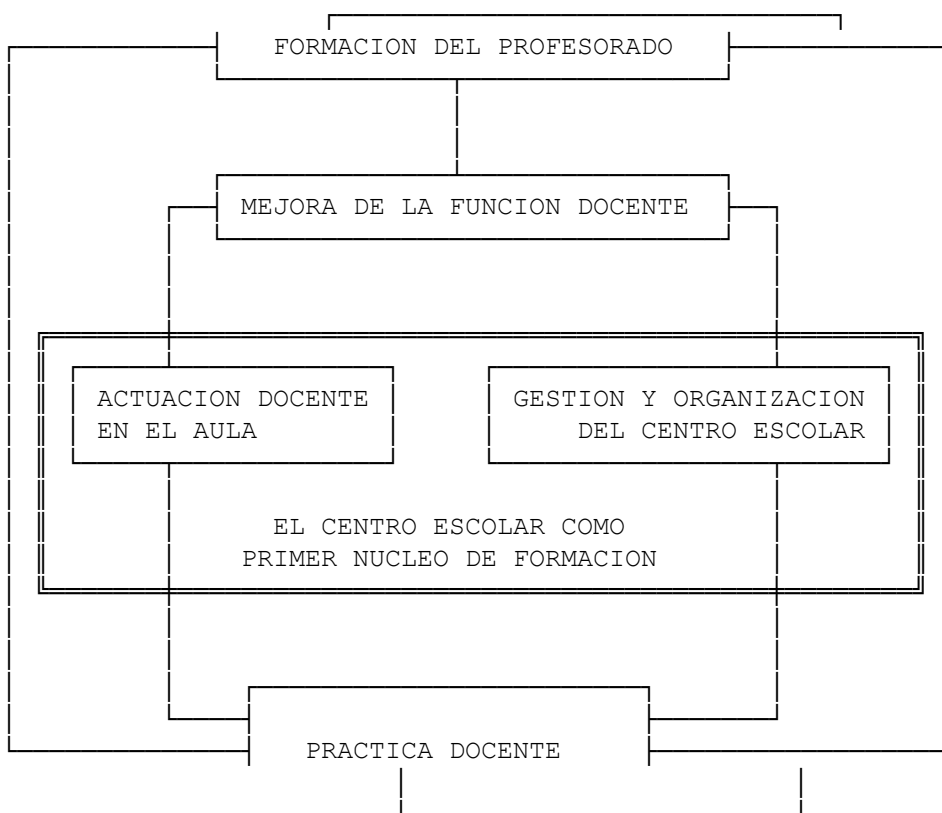 FORMACION DEL PROFESORADO
MEJORA DE LA FUNCION DOCENTE
ACTUACION DOCENTE
EN EL AULA
GESTION Y ORGANIZACION
DEL CENTRO ESCOLAR
EL CENTRO ESCOLAR COMO
PRIMER NUCLEO DE FORMACION
PRACTICA DOCENTE